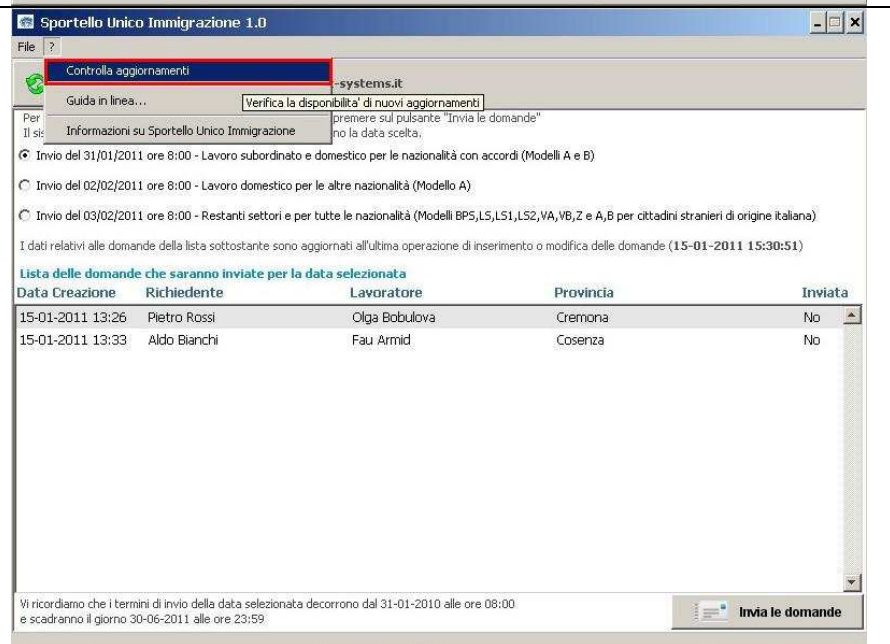 Sportello Unico Immigrazione 1.0
File ?
Controlla aggiornamenti
-systems.it
Guida in linea...
Verifica la disponibilita' di nuovi aggiornamenti
Per
premere sul pulsante "Invia le domande"
Informazioni su Sportello Unico Immigrazione
Il sis
no la data scelta.
Invio del 31/01/2011 ore 8:00 - Lavoro subordinato e domestico per le nazionalità con accordi (Modelli A e B)
Invio del 02/02/2011 ore 8:00 - Lavoro domestico per le altre nazionalità (Modello A)
Invio del 03/02/2011 ore 8:00 - Restanti settori e per tutte le nazionalità (Modelli BPS,LS,LS1,LS2,VA,VB,Z e A,B per cittadini stranieri di origine italiana)
I dati relativi alle domande della lista sottostante sono aggiornati all'ultima operazione di inserimento o modifica delle domande (15-01-2011 15:30:51)
Lista delle domande che saranno inviate per la data selezionata
Data Creazione Richiedente Lavoratore Provincia Inviata
15-01-2011 13:26 Pietro Rossi Olga Bobulova Cremona No
15-01-2011 13:33 Aldo Bianchi Fau Armid Cosenza No
Vi ricordiamo che i termini di invio della data selezionata decorrono dal 31-01-2010 alle ore 08:00
e scadranno il giorno 30-06-2011 alle ore 23:59
Invia le domande